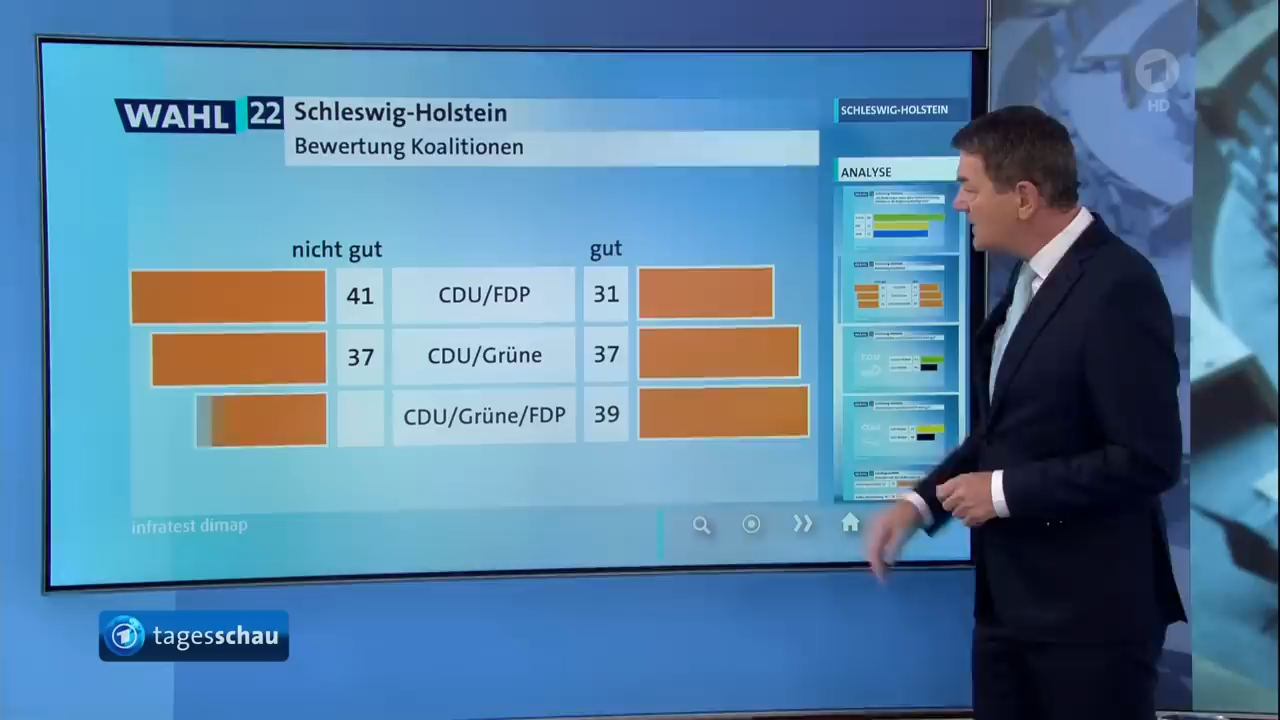 WAHL 22
Schleswig-Holstein
Bewertung Koalitionen
nicht gut
gut
41 CDU/FDP 31
37 CDU/Grüne 37
CDU/Grüne/FDP 39
infratest dimap
SCHLESWIG-HOLSTEIN
ANALYSE
1
HD
tagesschau